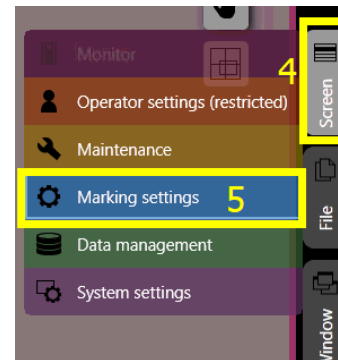 Monitor
4
Operator settings (restricted)
Maintenance
Marking settings 5
Data management
System settings
Screen
File
Window